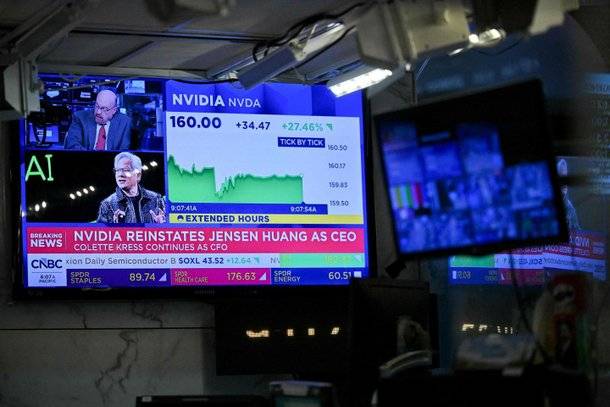 NVIDIA NVDA
160.00 +34.47 +27.46%
TICK BY TICK
160.50
160.17
159.83
159.50
9:07:41A 9:07:54A
EXTENDED HOURS
AI
BREAKING NEWS
NVIDIA REINSTATES JENSEN HUANG AS CEO
COLETTE KRESS CONTINUES AS CFO
CNBC
xion Daily Semiconductor B SOXL 43.52 +12.64
6:07A PACIFIC
SPDR STAPLES 89.74 SPDR HEALTH CARE 176.63 SPDR ENERGY 60.51